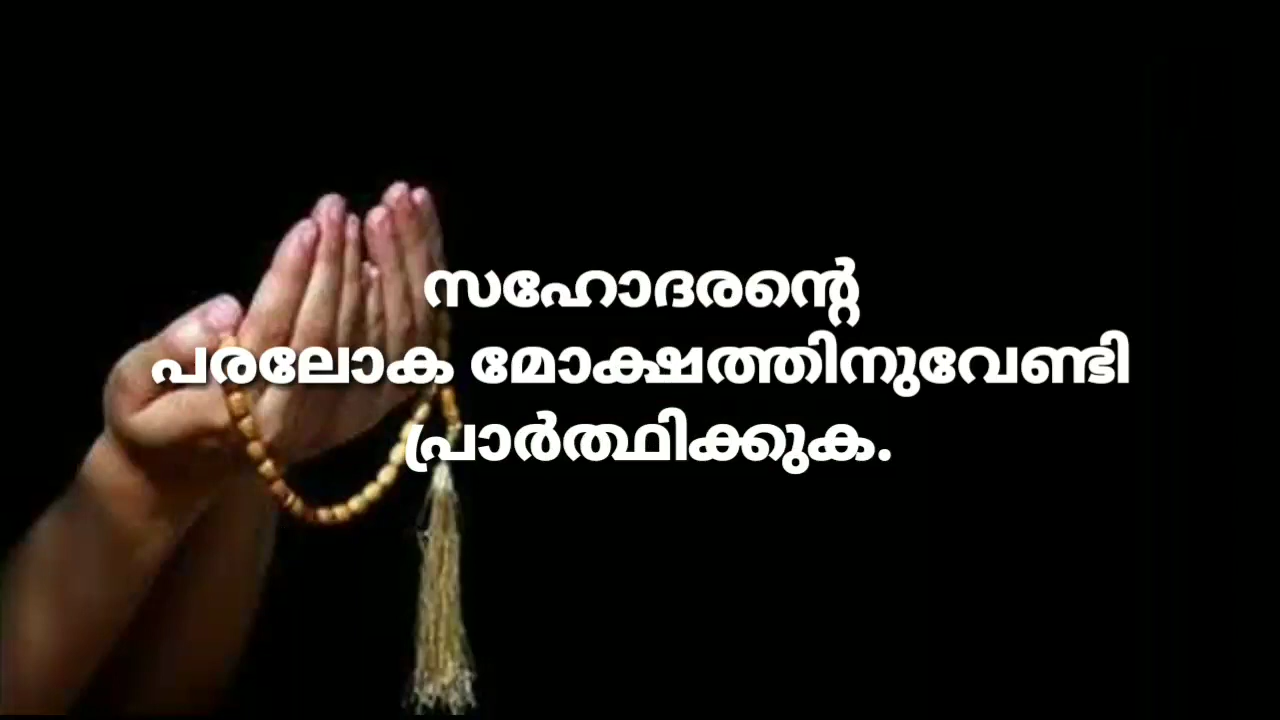 സഹോദരന്റെ
പരലോക മോക്ഷത്തിനുവേണ്ടി
പ്രാർത്ഥിക്കുക.